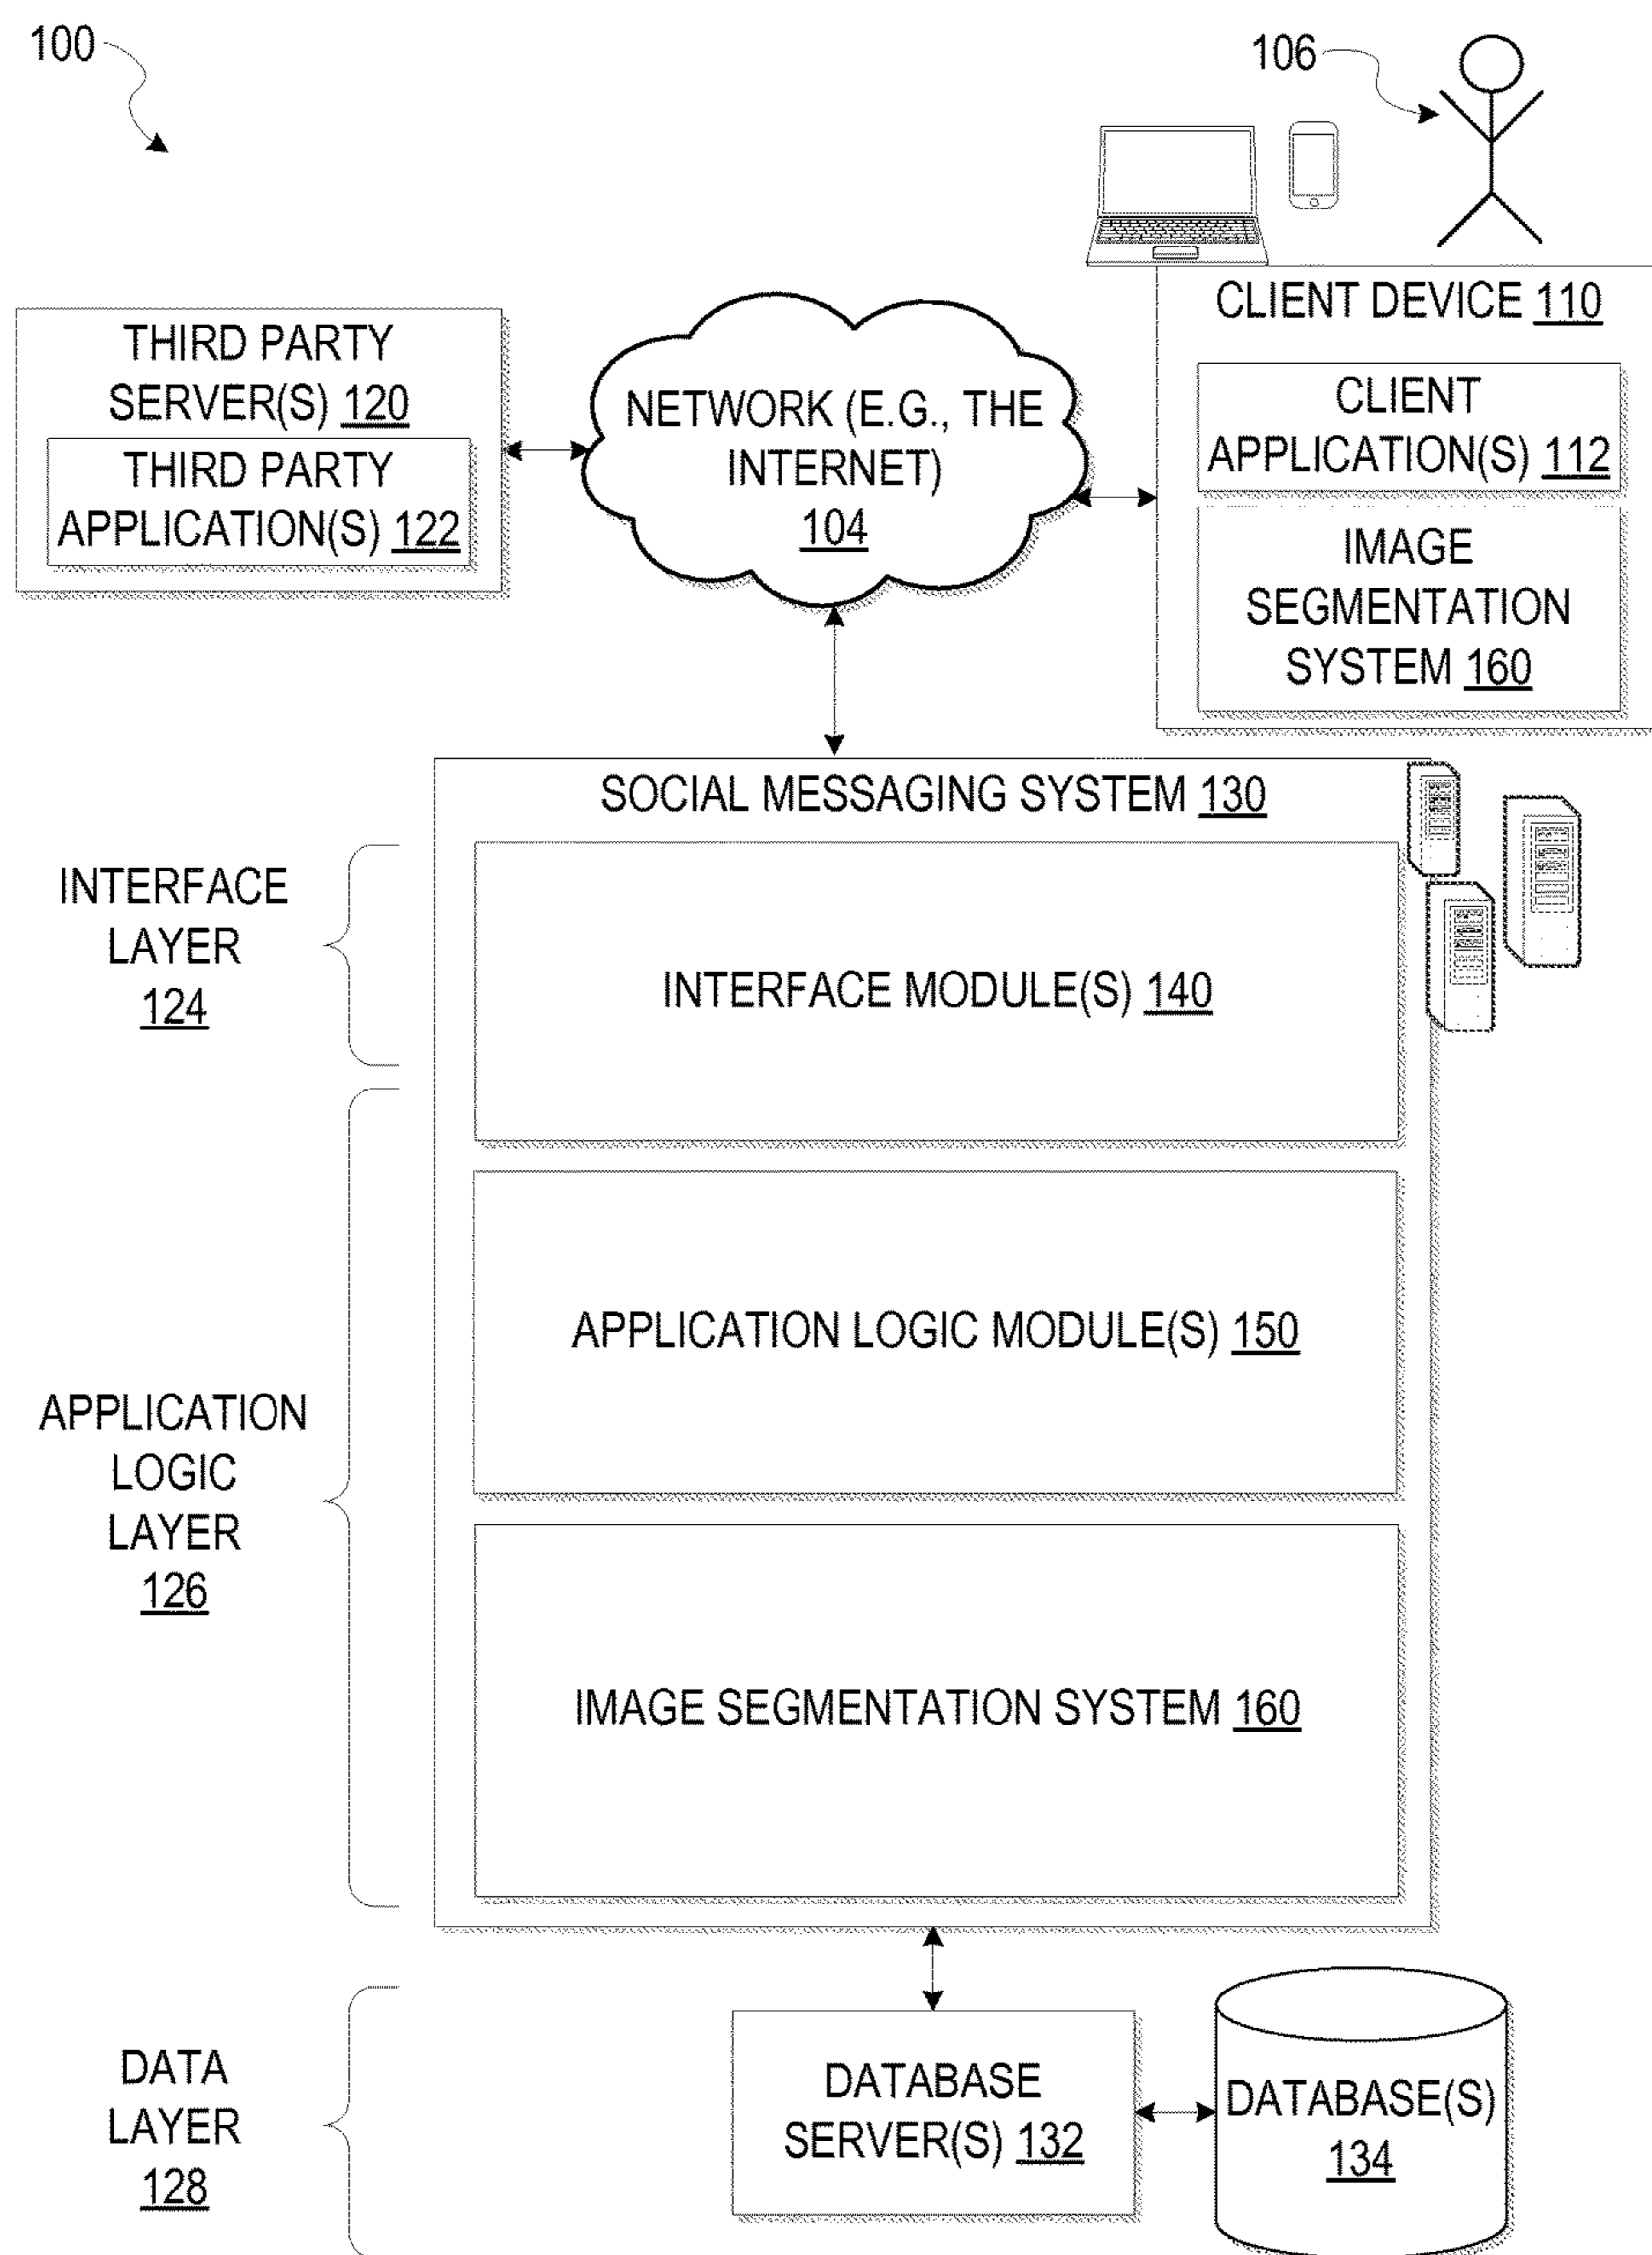 100
106
CLIENT DEVICE 110
THIRD PARTY
SERVER(S) 120
THIRD PARTY
APPLICATION(S) 122
NETWORK (E.G., THE
INTERNET)
104
CLIENT
APPLICATION(S) 112
IMAGE
SEGMENTATION
SYSTEM 160
SOCIAL MESSAGING SYSTEM 130
INTERFACE
LAYER
124
INTERFACE MODULE(S) 140
APPLICATION LOGIC MODULE(S) 150
APPLICATION
LOGIC
LAYER
126
IMAGE SEGMENTATION SYSTEM 160
DATA
LAYER
128
DATABASE
SERVER(S) 132
DATABASE(S)
134